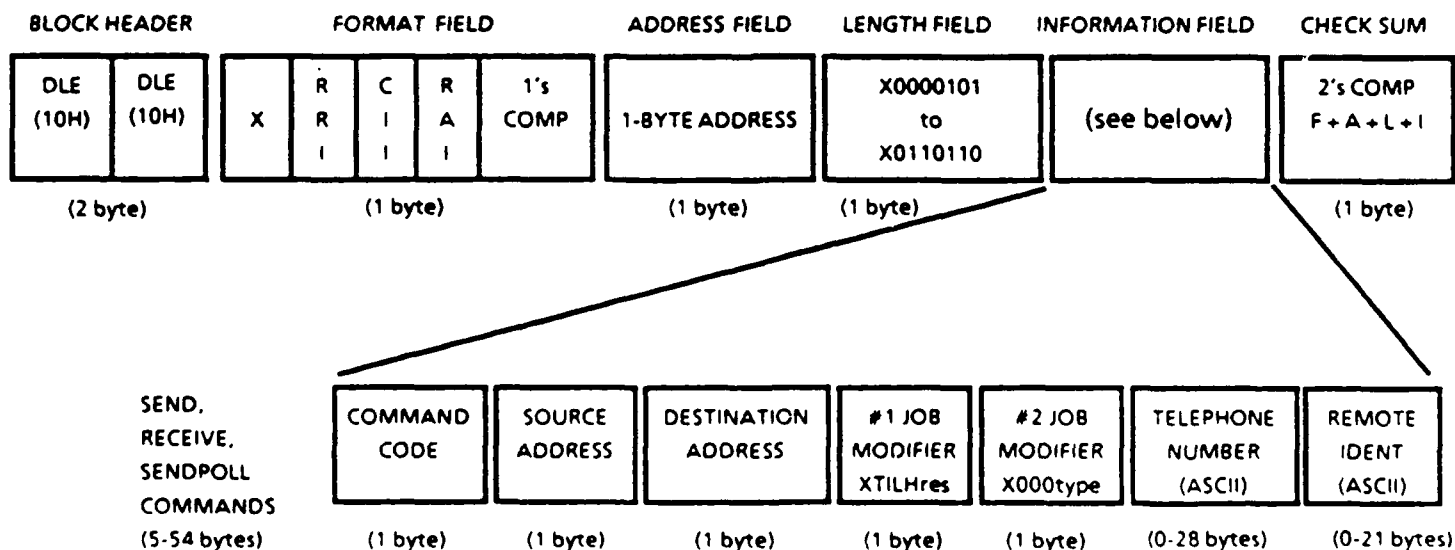 BLOCK HEADER FORMAT FIELD ADDRESS FIELD LENGTH FIELD INFORMATION FIELD CHECK SUM
DLE
(10H)
DLE
(10H)
X
R
R
I
C
I
I
R
A
I
1's
COMP
1-BYTE ADDRESS
X0000101
to
X0110110
(see below)
2's COMP
F + A + L + I
(2 byte) (1 byte) (1 byte) (1 byte) (1 byte)
SEND,
RECEIVE,
SENDPOLL
COMMANDS
(5-54 bytes)
COMMAND
CODE
SOURCE
ADDRESS
DESTINATION
ADDRESS
#1 JOB
MODIFIER
XTILHres
#2 JOB
MODIFIER
X000type
TELEPHONE
NUMBER
(ASCII)
REMOTE
IDENT
(ASCII)
(1 byte) (1 byte) (1 byte) (1 byte) (1 byte) (0-28 bytes) (0-21 bytes)